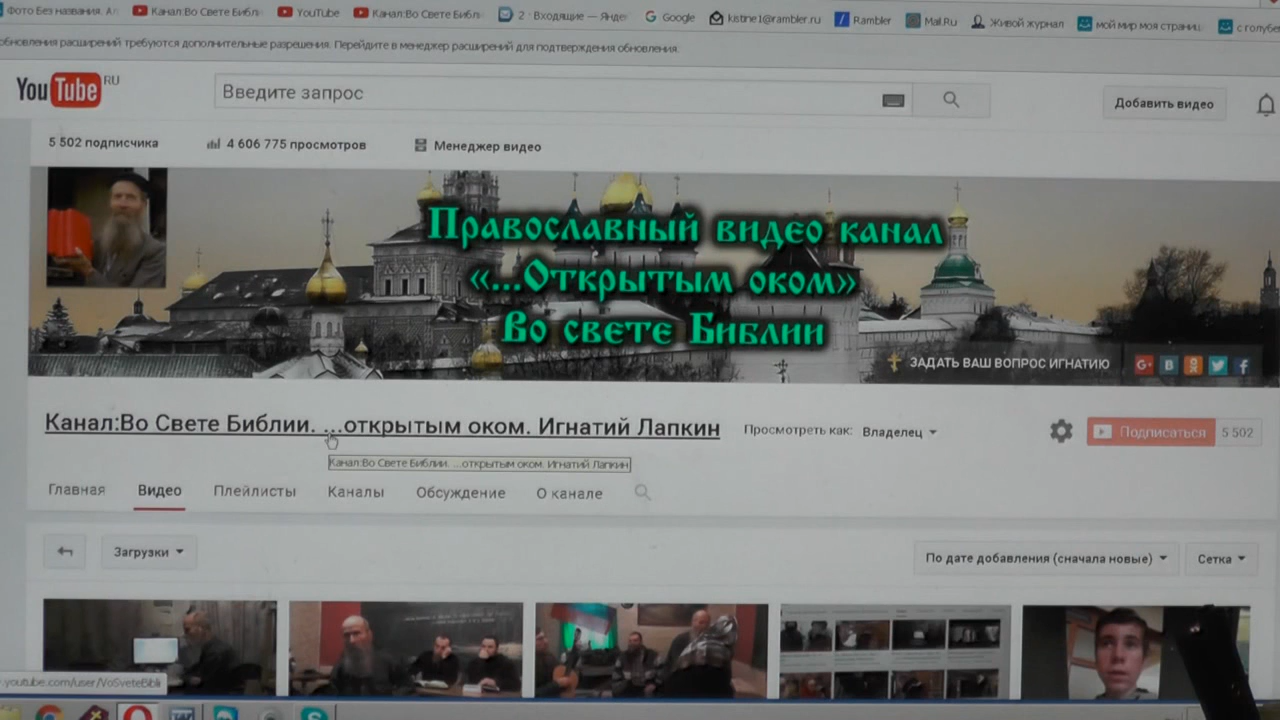 Фото Без названия. Ал Канал:Во Свете Библи YouTube Канал:Во Свете Библи 2 · Входящие — Янде Google kistine1@rambler.ru Rambler Mail.Ru Живой журнал мой мир моя страниц с голубе
обновления расширений требуются дополнительные разрешения. Перейдите в менеджер расширений для подтверждения обновления.
YouTube RU Введите запрос Добавить видео
5 502 подписчика 4 606 775 просмотров Менеджер видео
Православный видео канал
«...Открытым оком»
Во свете Библии
ЗАДАТЬ ВАШ ВОПРОС ИГНАТИЮ
Канал:Во Свете Библии. ...открытым оком. Игнатий Лапкин Просмотреть как: Владелец Подписаться 5 502
Канал:Во Свете Библии. ...открытым оком. Игнатий Лапкин
Главная Видео Плейлисты Каналы Обсуждение О канале
Загрузки По дате добавления (сначала новые) Сетка
.youtube.com/user/VoSveteBibli